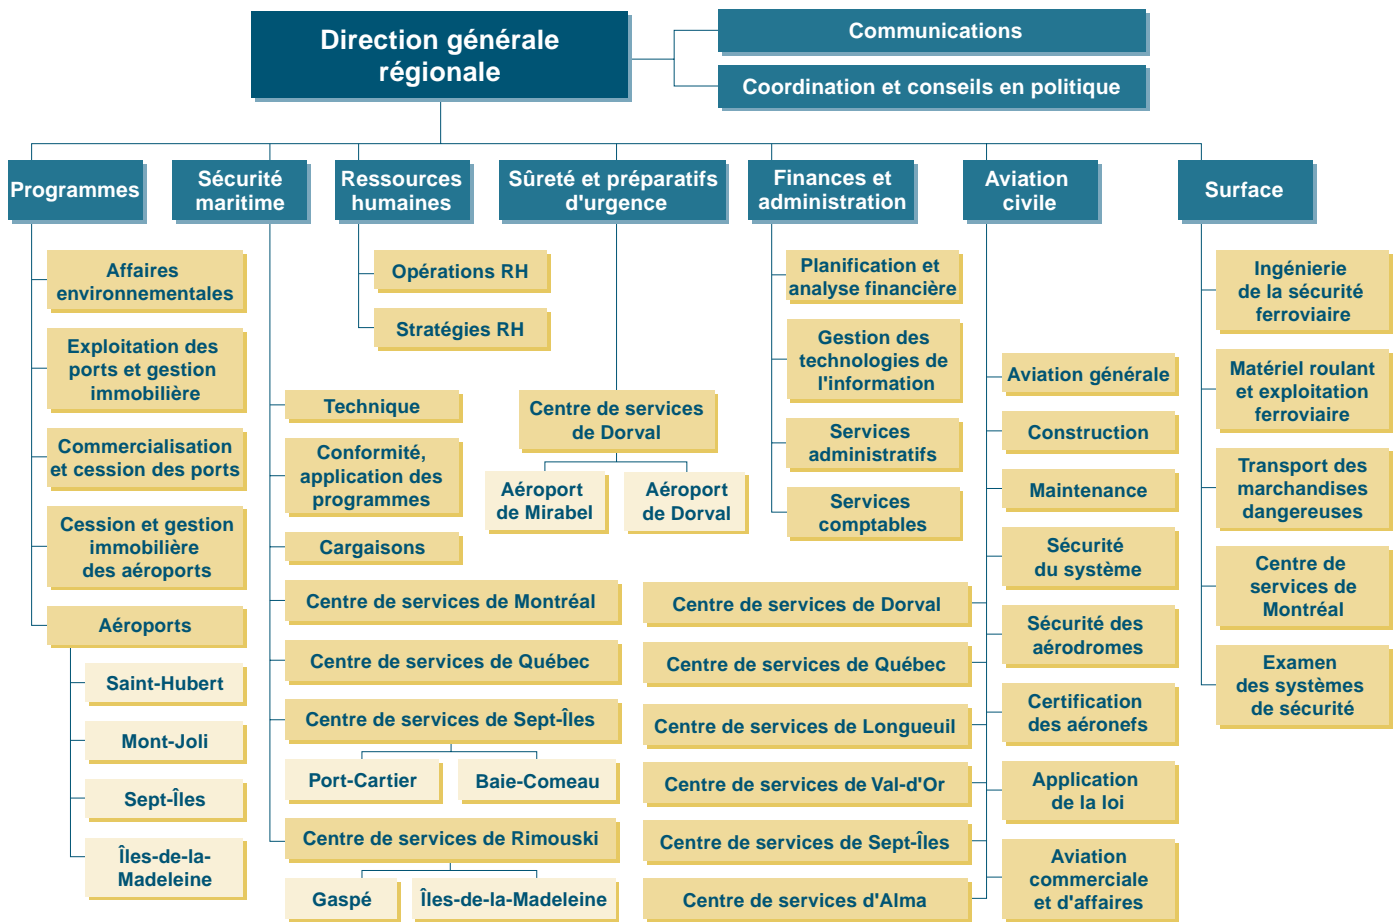 Direction générale
régionale
Communications
Coordination et conseils en politique
Programmes
Sécurité
maritime
Ressources
humaines
Sûreté et préparatifs
d'urgence
Finances et
administration
Aviation
civile
Surface
Affaires
environnementales
Exploitation des
ports et gestion
immobilière
Commercialisation
et cession des ports
Cession et gestion
immobilière
des aéroports
Aéroports
Saint-Hubert
Mont-Joli
Sept-Îles
Îles-de-la-
Madeleine
Technique
Conformité,
application des
programmes
Cargaisons
Centre de services de Montréal
Centre de services de Québec
Centre de services de Sept-Îles
Port-Cartier
Baie-Comeau
Centre de services de Rimouski
Gaspé
Îles-de-la-Madeleine
Opérations RH
Stratégies RH
Centre de services
de Dorval
Aéroport
de Mirabel
Aéroport
de Dorval
Planification et
analyse financière
Gestion des
technologies de
l'information
Services
administratifs
Services
comptables
Centre de services de Dorval
Centre de services de Québec
Centre de services de Longueuil
Centre de services de Val-d'Or
Centre de services de Sept-Îles
Centre de services d'Alma
Aviation générale
Construction
Maintenance
Sécurité
du système
Sécurité des
aérodromes
Certification
des aéronefs
Application
de la loi
Aviation
commerciale
et d'affaires
Ingénierie
de la sécurité
ferroviaire
Matériel roulant
et exploitation
ferroviaire
Transport des
marchandises
dangereuses
Centre de
services de
Montréal
Examen
des systèmes
de sécurité